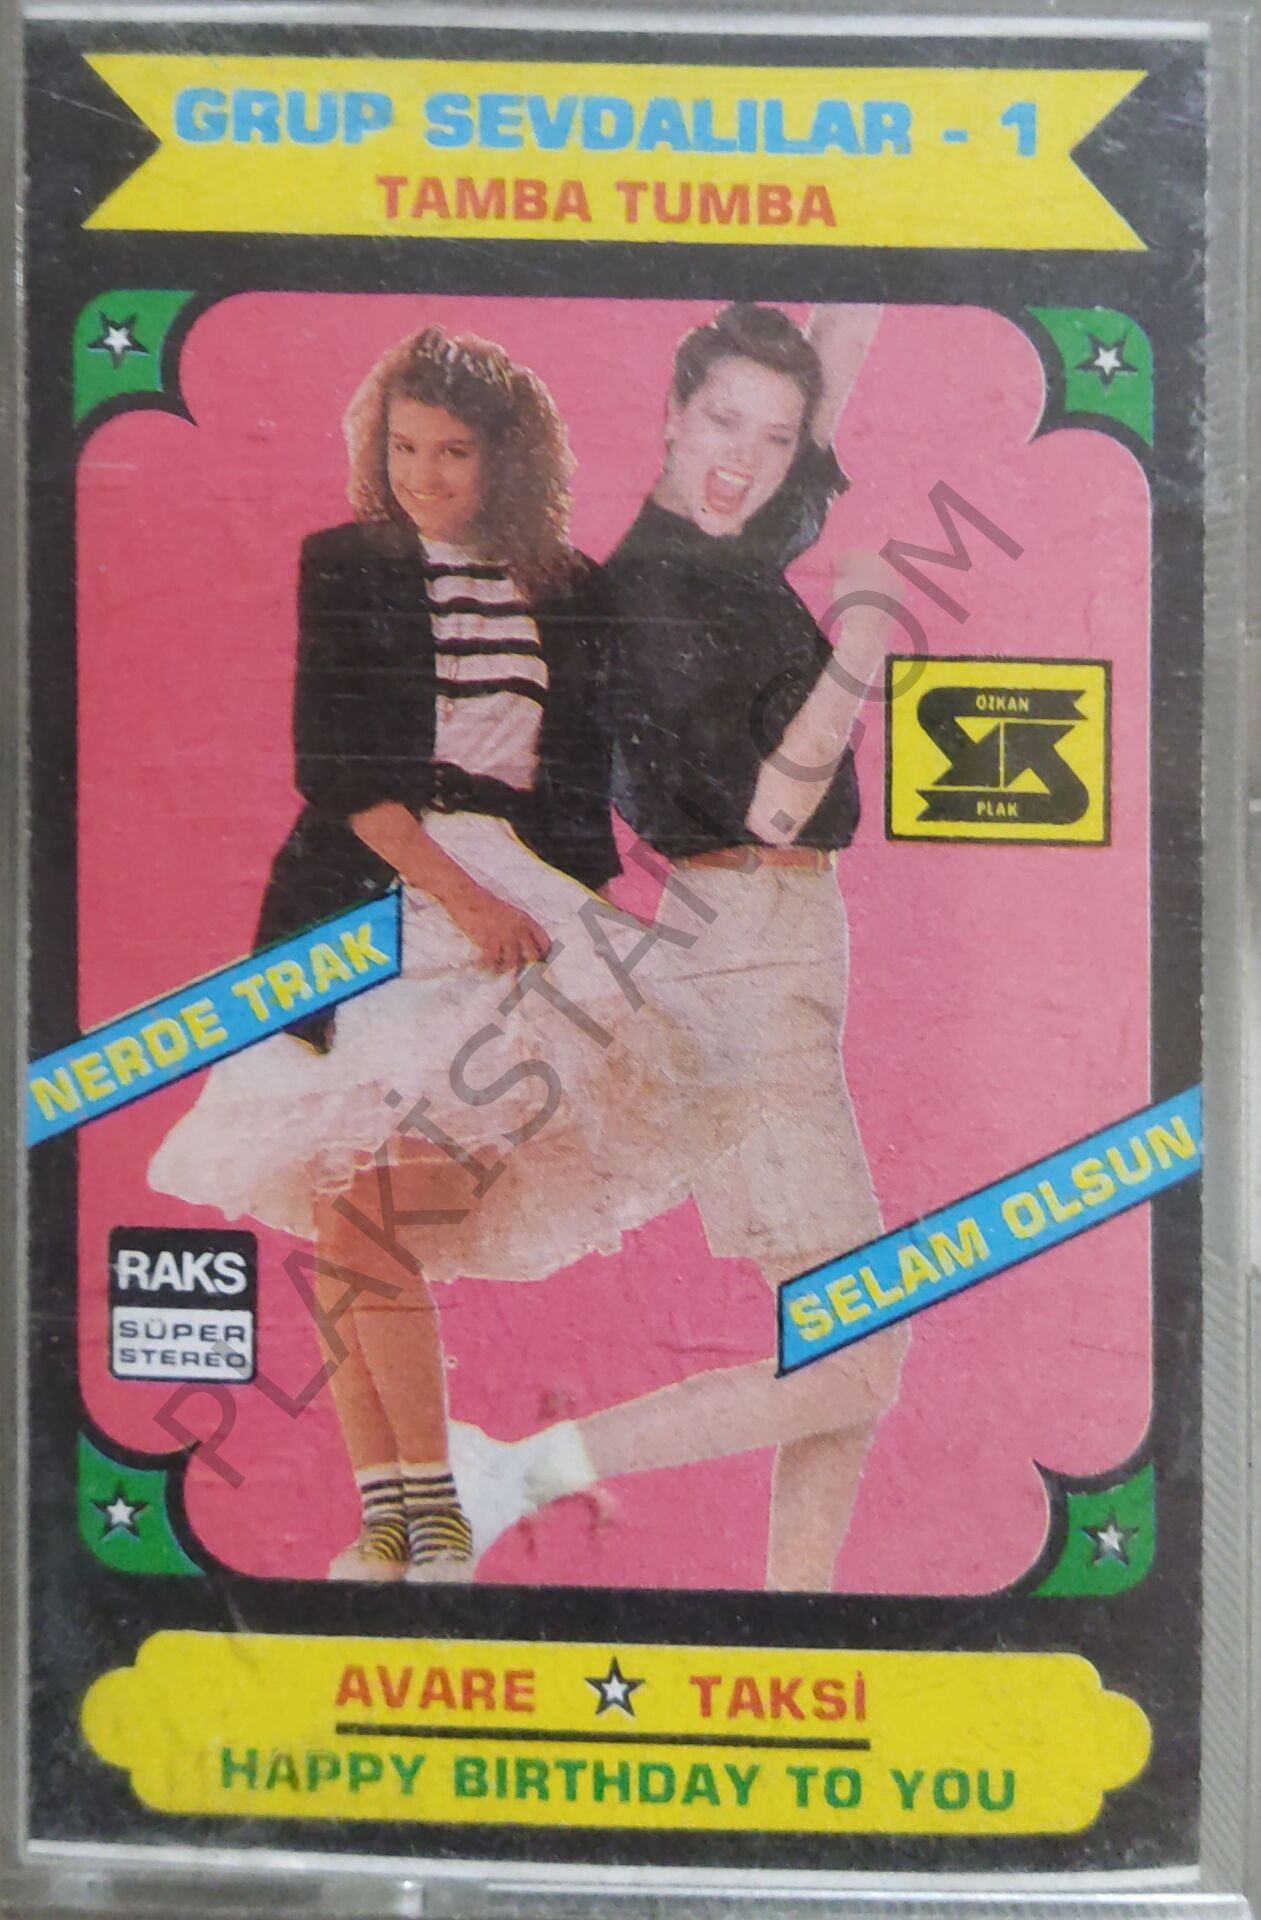 GRUP SEVDALILAR - 1
TAMBA TUMBA
ÖZKAN
PLAK
NERDE TRAK
SELAM OLSUN
RAKS
SÜPER
STEREO
PLAKİSTAN.COM
AVARE ☆ TAKSİ
HAPPY BIRTHDAY TO YOU